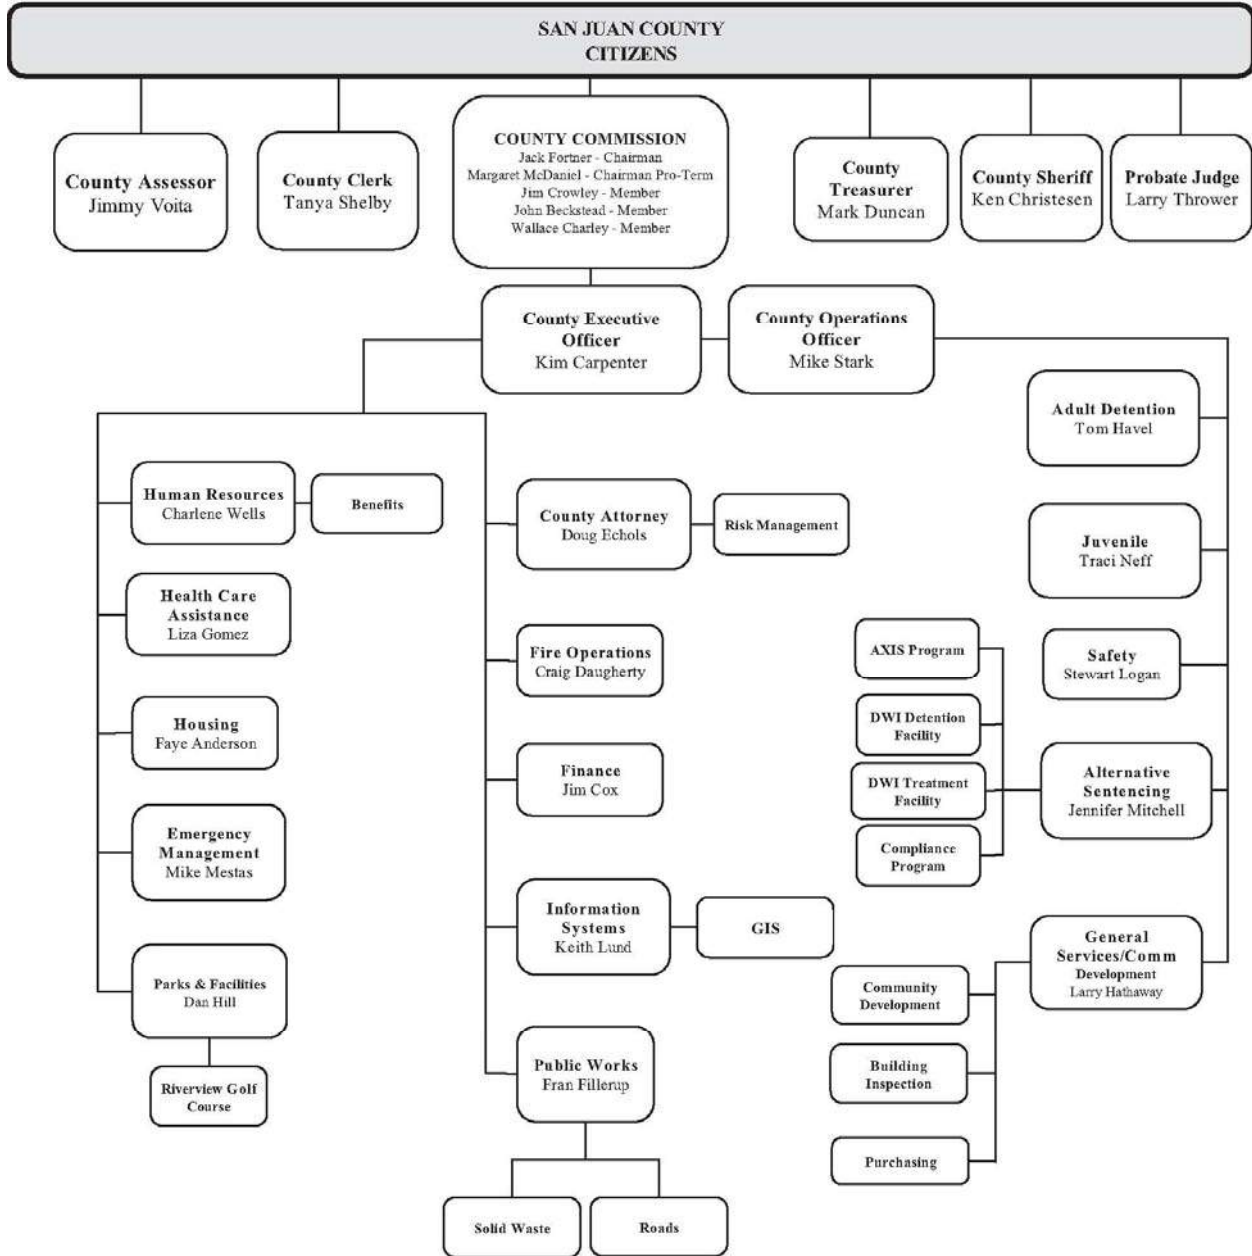 SAN JUAN COUNTY
CITIZENS
County Assessor
Jimmy Voita
County Clerk
Tanya Shelby
COUNTY COMMISSION
Jack Fortner - Chairman
Margaret McDaniel - Chairman Pro-Term
Jim Crowley - Member
John Beckstead - Member
Wallace Charley - Member
County
Treasurer
Mark Duncan
County Sheriff
Ken Christesen
Probate Judge
Larry Thrower
County Executive
Officer
Kim Carpenter
County Operations
Officer
Mike Stark
Human Resources
Charlene Wells
Benefits
Health Care
Assistance
Liza Gomez
Housing
Faye Anderson
Emergency
Management
Mike Mestas
Parks & Facilities
Dan Hill
Riverview Golf
Course
County Attorney
Doug Echols
Risk Management
Fire Operations
Craig Daugherty
Finance
Jim Cox
Information
Systems
Keith Lund
GIS
Public Works
Fran Fillerup
Solid Waste
Roads
Adult Detention
Tom Havel
Juvenile
Traci Neff
Safety
Stewart Logan
Alternative
Sentencing
Jennifer Mitchell
AXIS Program
DWI Detention
Facility
DWI Treatment
Facility
Compliance
Program
General
Services/Comm
Development
Larry Hathaway
Community
Development
Building
Inspection
Purchasing